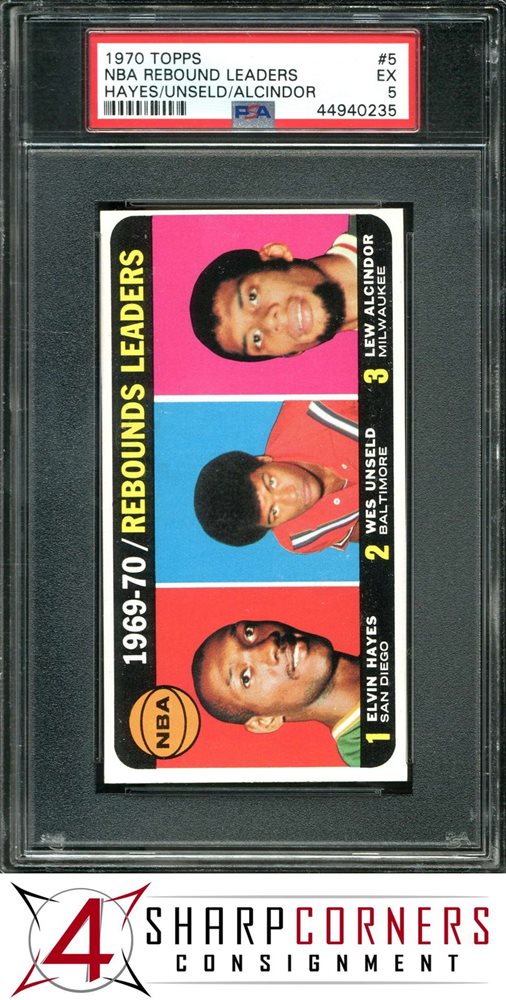 1970 TOPPS #5
NBA REBOUND LEADERS EX
HAYES/UNSELD/ALCINDOR 5
PSA 44940235
1969-70/REBOUNDS LEADERS
NBA
1 ELVIN HAYES
SAN DIEGO
2 WES UNSELD
BALTIMORE
3 LEW ALCINDOR
MILWAUKEE
4 SHARPCORNERS
CONSIGNMENT